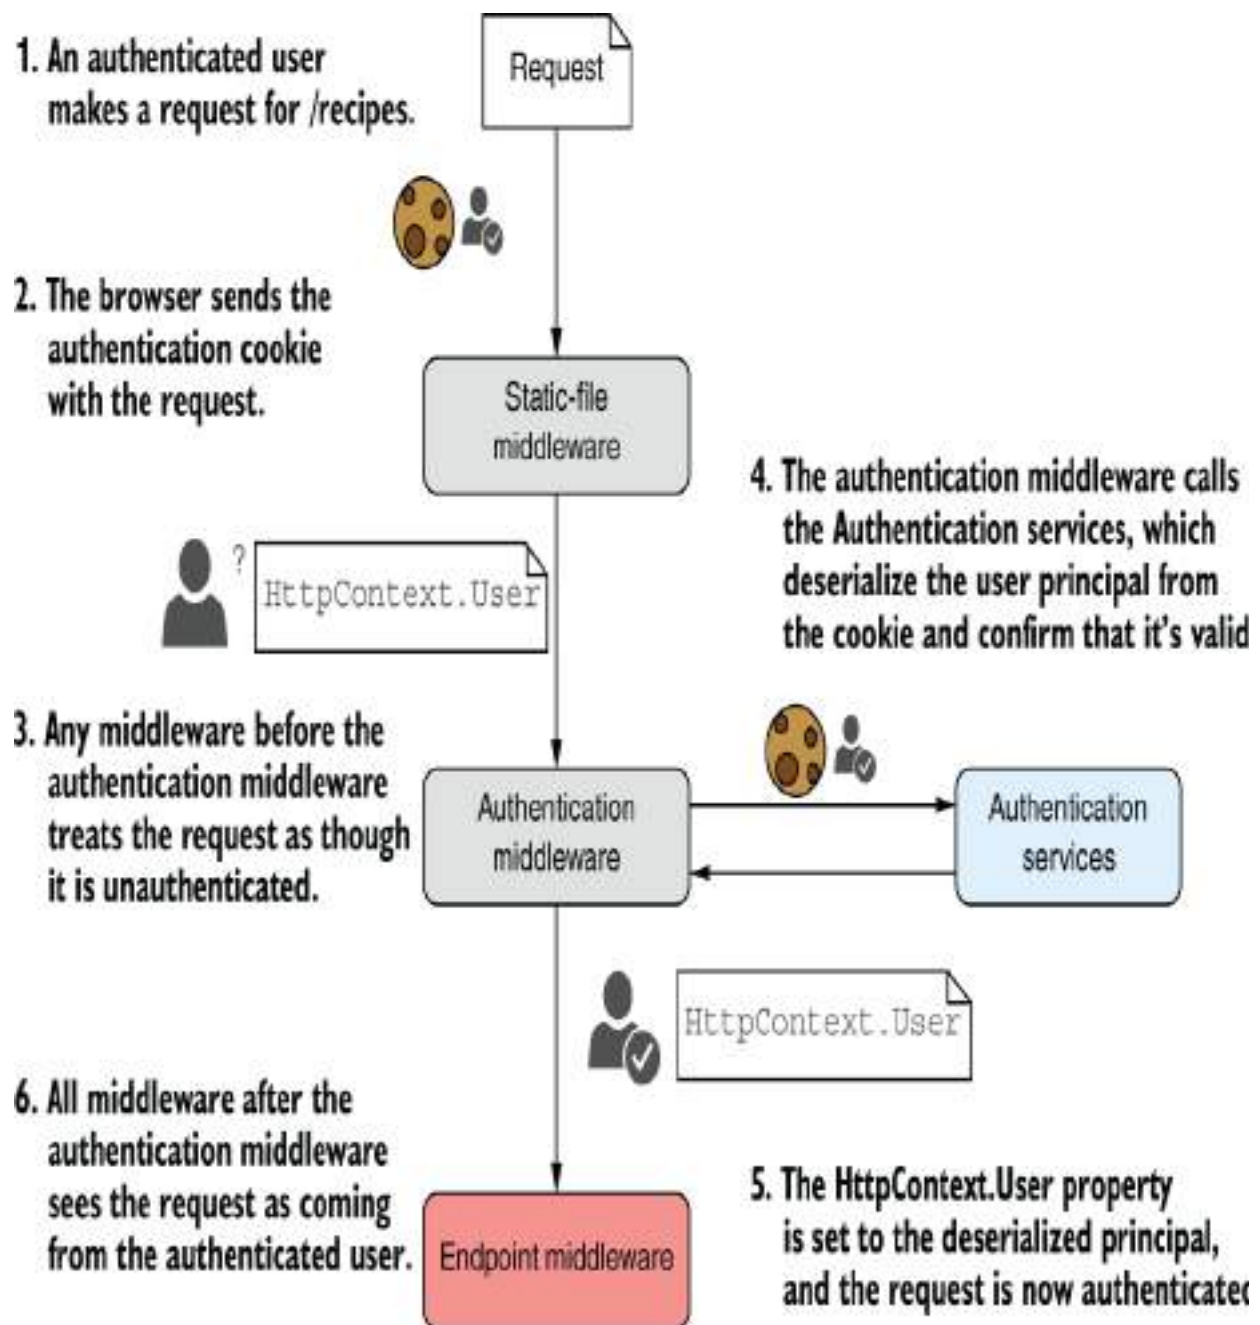 1. An authenticated user
makes a request for /recipes.
Request
2. The browser sends the
authentication cookie
with the request.
Static-file
middleware
?
HttpContext.User
3. Any middleware before the
authentication middleware
treats the request as though
it is unauthenticated.
4. The authentication middleware calls
the Authentication services, which
deserialize the user principal from
the cookie and confirm that it's valid
Authentication
middleware
Authentication
services
HttpContext.User
5. The HttpContext.User property
is set to the deserialized principal,
and the request is now authenticated
6. All middleware after the
authentication middleware
sees the request as coming
from the authenticated user.
Endpoint middleware